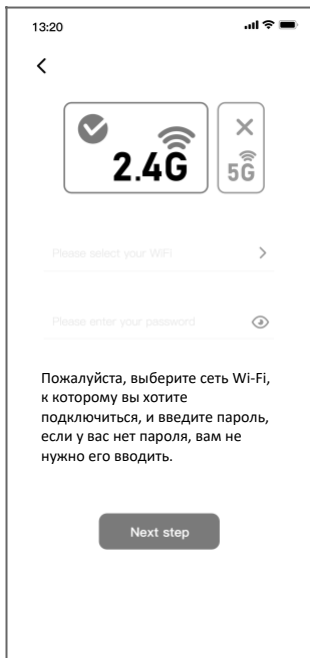 13:20
2.4G
5G
Please select your WiFi
Please enter your password
Пожалуйста, выберите сеть Wi-Fi,
к которому вы хотите
подключиться, и введите пароль,
если у вас нет пароля, вам не
нужно его вводить.
Next step